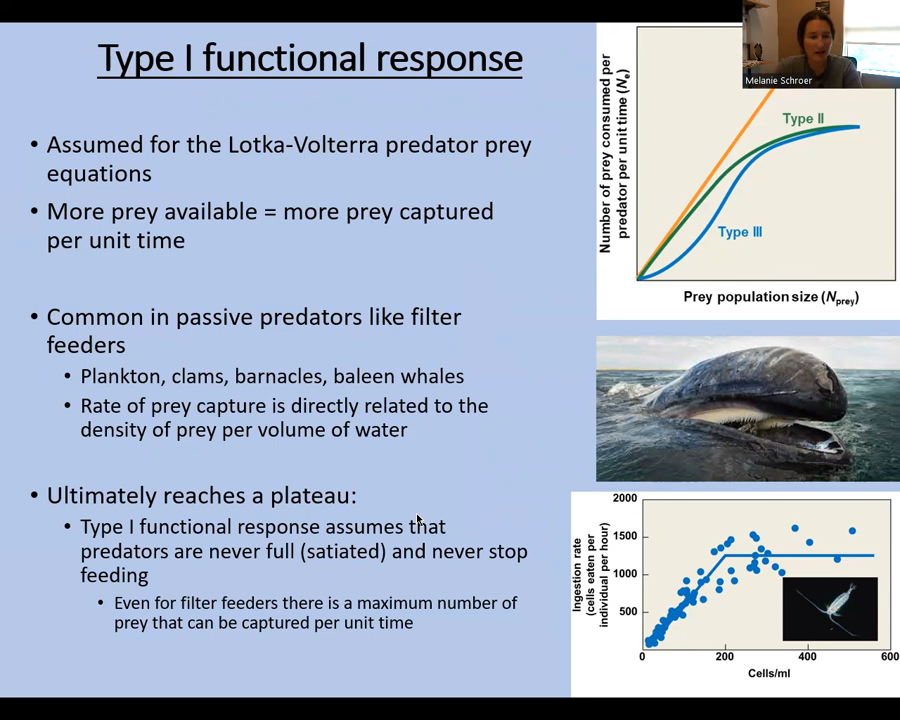 Type I functional response
• Assumed for the Lotka-Volterra predator prey
equations
• More prey available = more prey captured
per unit time
• Common in passive predators like filter
feeders
• Plankton, clams, barnacles, baleen whales
• Rate of prey capture is directly related to the
density of prey per volume of water
• Ultimately reaches a plateau:
• Type I functional response assumes that
predators are never full (satiated) and never stop
feeding
• Even for filter feeders there is a maximum number of
prey that can be captured per unit time
Melanie Schroer
Number of prey consumed per
predator per unit time (Ne)
Type II
Type III
Prey population size (Nprey)
Ingestion rate
(cells eaten per
individual per hour)
2000
1500
1000
500
0
200
400
600
Cells/ml